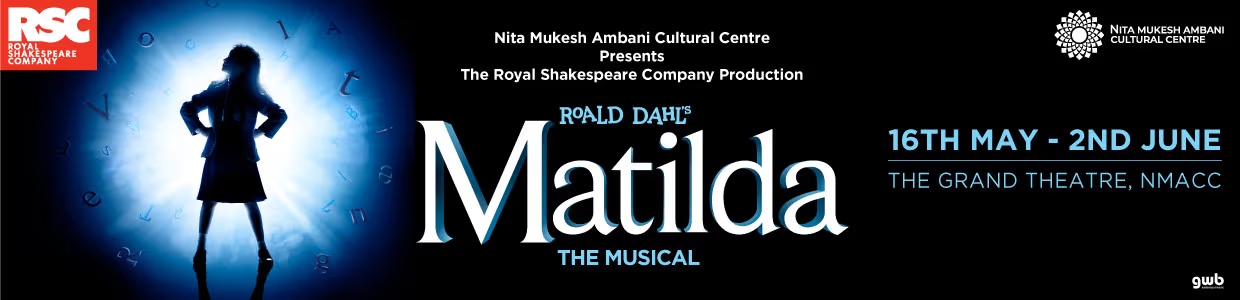 RSC
ROYAL
SHAKESPEARE
COMPANY
Nita Mukesh Ambani Cultural Centre
Presents
The Royal Shakespeare Company Production
ROALD DAHL'S
Matilda
THE MUSICAL
NITA MUKESH AMBANI
CULTURAL CENTRE
16TH MAY - 2ND JUNE
THE GRAND THEATRE, NMACC
gwb